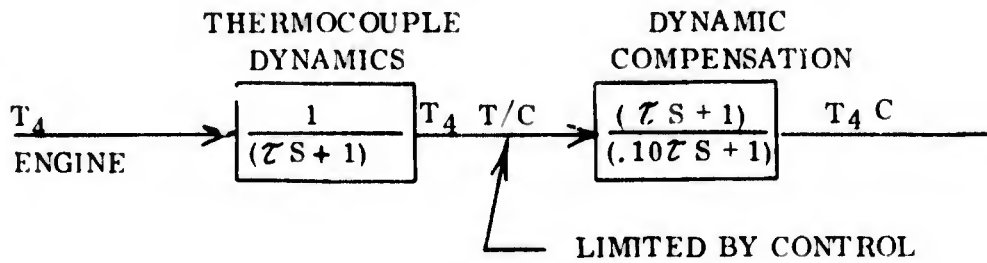 THERMOCOUPLE
DYNAMICS
DYNAMIC
COMPENSATION
T₄
ENGINE
1
(τ S + 1)
T₄ T/C
(τ S + 1)
(.10τ S + 1)
T₄ C
LIMITED BY CONTROL